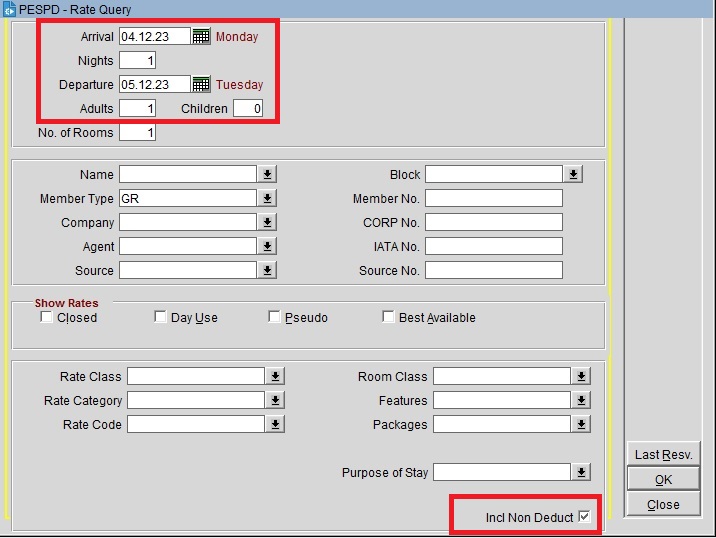 PESPD - Rate Query
Arrival 04.12.23 Monday
Nights 1
Departure 05.12.23 Tuesday
Adults 1 Children 0
No. of Rooms 1
Name Block
Member Type GR Member No.
Company CORP No.
Agent IATA No.
Source Source No.
Show Rates
Closed Day Use Pseudo Best Available
Rate Class Room Class
Rate Category Features
Rate Code Packages
Last Resv.
Purpose of Stay
OK
Close
Incl Non Deduct